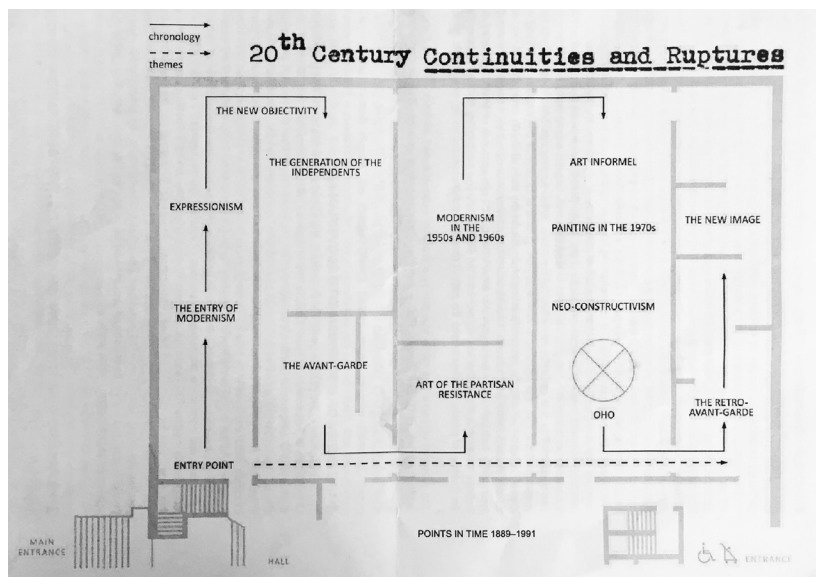 chronology
themes
20th Century Continuities and Ruptures
THE NEW OBJECTIVITY
THE GENERATION OF THE
INDEPENDENTS
ART INFORMEL
EXPRESSIONISM
MODERNISM
IN THE
1950s AND 1960s
PAINTING IN THE 1970s
THE NEW IMAGE
THE ENTRY OF
MODERNISM
NEO-CONSTRUCTIVISM
THE AVANT-GARDE
ART OF THE PARTISAN
RESISTANCE
OHO
THE RETRO-
AVANT-GARDE
ENTRY POINT
POINTS IN TIME 1889–1991
MAIN
ENTRANCE
HALL
ENTRANCE